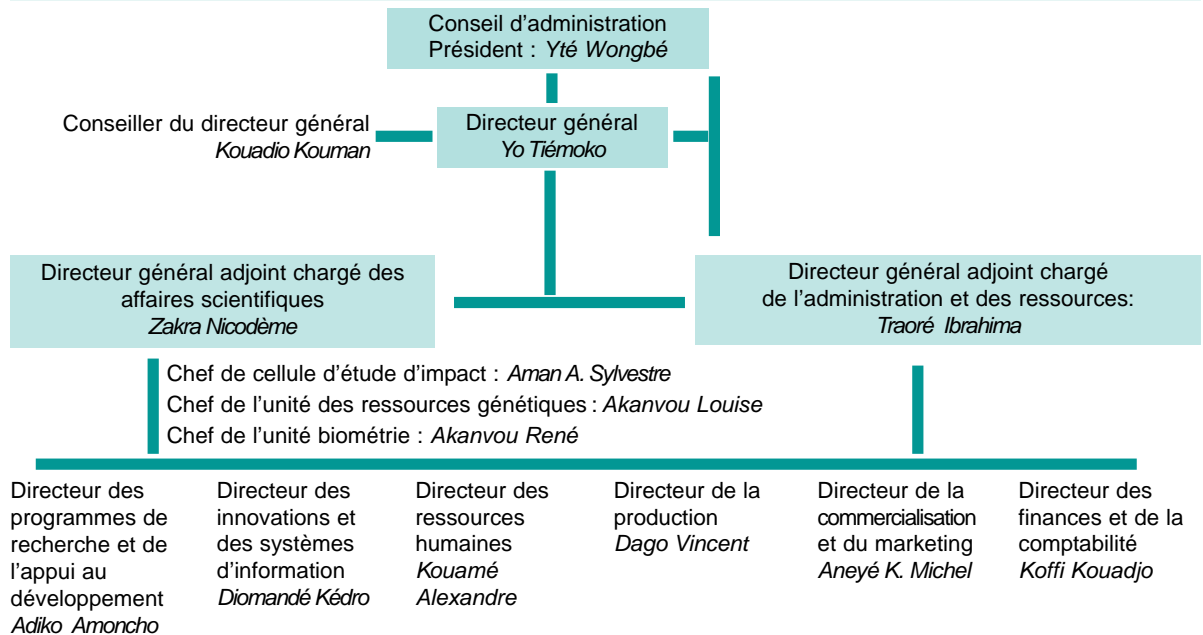 Conseil d'administration
Président : Yté Wongbé
Conseiller du directeur général
Kouadio Kouman
Directeur général
Yo Tiémoko
Directeur général adjoint chargé des
affaires scientifiques
Zakra Nicodème
Directeur général adjoint chargé
de l'administration et des ressources:
Traoré Ibrahima
Chef de cellule d'étude d'impact : Aman A. Sylvestre
Chef de l'unité des ressources génétiques : Akanvou Louise
Chef de l'unité biométrie : Akanvou René
Directeur des
programmes de
recherche et de
l'appui au
développement
Adiko Amoncho
Directeur des
innovations et
des systèmes
d'information
Diomandé Kédro
Directeur des
ressources
humaines
Kouamé
Alexandre
Directeur de la
production
Dago Vincent
Directeur de la
commercialisation
et du marketing
Aneyé K. Michel
Directeur des
finances et de la
comptabilité
Koffi Kouadjo